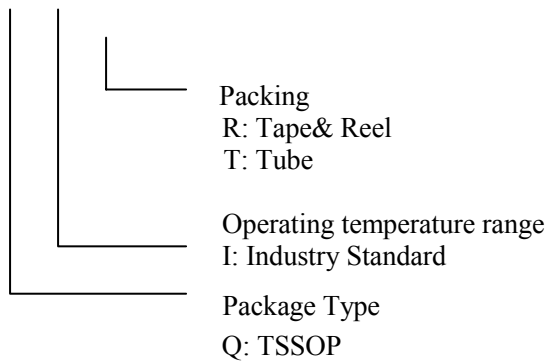 Packing
R: Tape& Reel
T: Tube
Operating temperature range
I: Industry Standard
Package Type
Q: TSSOP